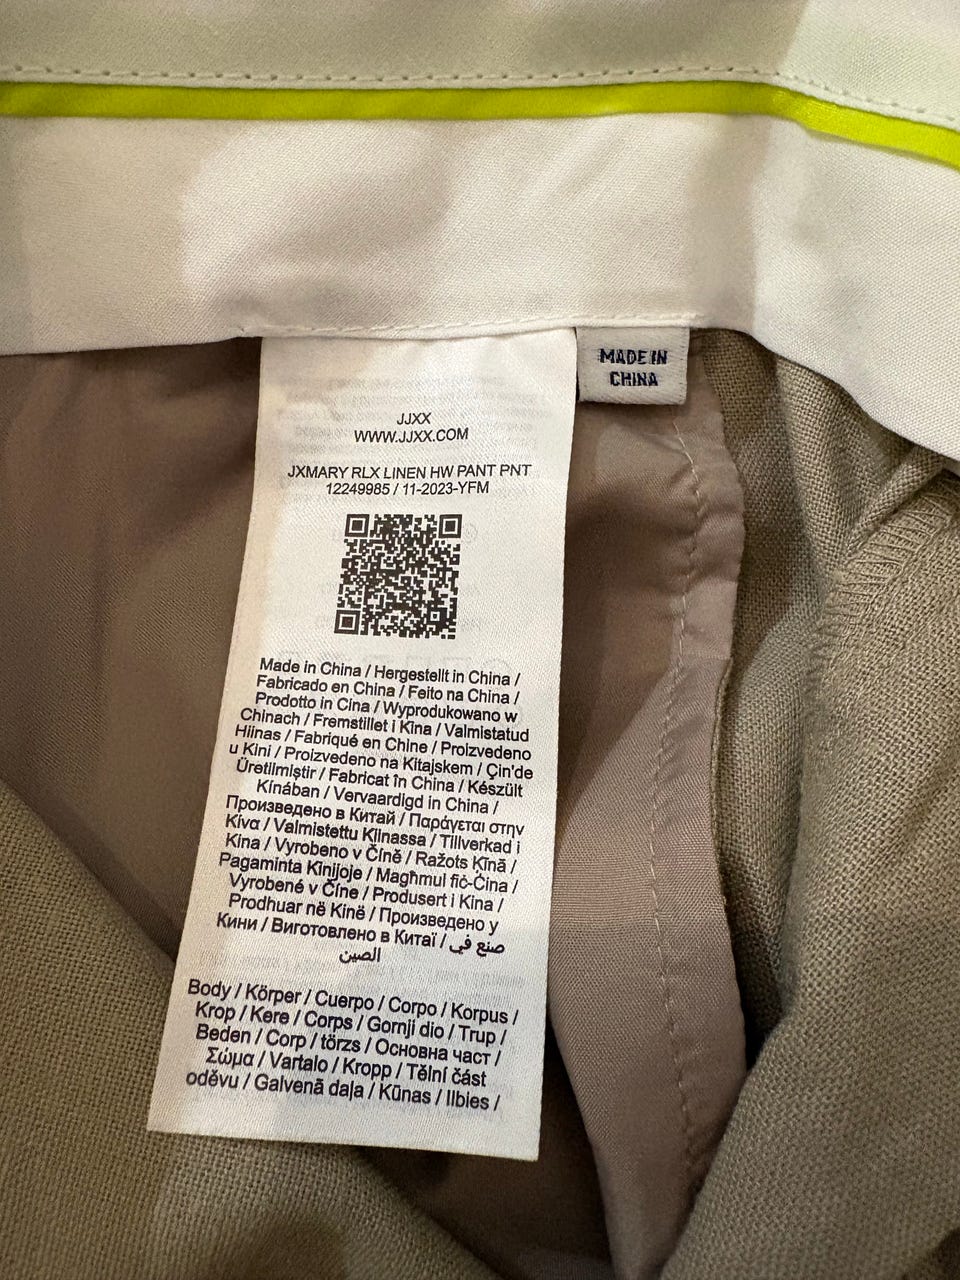 MADE IN
CHINA
JJXX
WWW.JJXX.COM
JXMARY RLX LINEN HW PANT PNT
12249985 / 11-2023-YFM
Made in China / Hergestellt in China /
Fabricado en China / Feito na China /
Prodotto in Cina / Wyprodukowano w
Chinach / Fremstillet i Kina / Valmistatud
Hiinas / Fabriqué en Chine / Proizvedeno
u Kini / Proizvedeno na Kitajskem / Çin'de
Üretilmiştir / Fabricat în China / Készült
Kínában / Vervaardigd in China /
Произведено в Китай / Παράγεται στην
Κίνα / Valmistettu Kiinassa / Tillverkad i
Kina / Vyrobeno v Číně / Ražots Ķīnā /
Pagaminta Kinijoje / Magħmul fiċ-Ċina /
Vyrobené v Číne / Produsert i Kina /
Prodhuar në Kinë / Произведено у
Кини / Виготовлено в Китаї / صنع في
الصين
Body / Körper / Cuerpo / Corpo / Korpus /
Krop / Kere / Corps / Gornji dio / Trup /
Beden / Corp / törzs / Основна част /
Σώμα / Vartalo / Kropp / Tělní část
oděvu / Galvenā daļa / Kūnas / Ilbies /